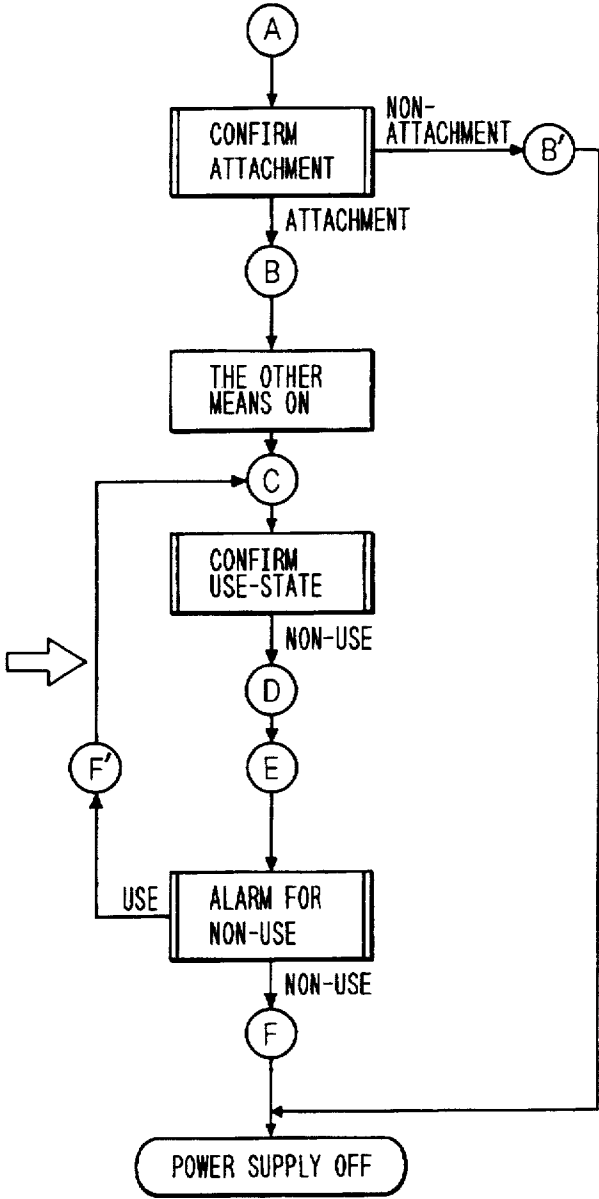 A
CONFIRM
ATTACHMENT
NON-
ATTACHMENT
B'
ATTACHMENT
B
THE OTHER
MEANS ON
C
CONFIRM
USE-STATE
NON-USE
D
F'
E
USE
ALARM FOR
NON-USE
NON-USE
F
POWER SUPPLY OFF